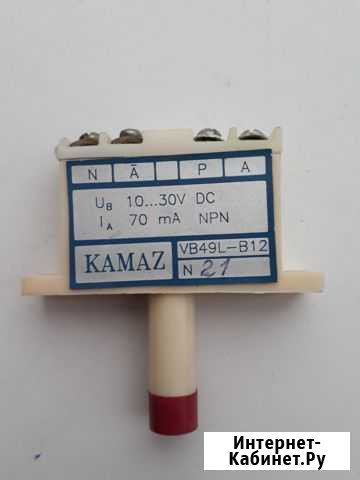 N Ā P A
U_B 10...30V DC
I_A 70 mA NPN
KAMAZ
VB49L-B12
N 21
Интернет-
Кабинет.Ру